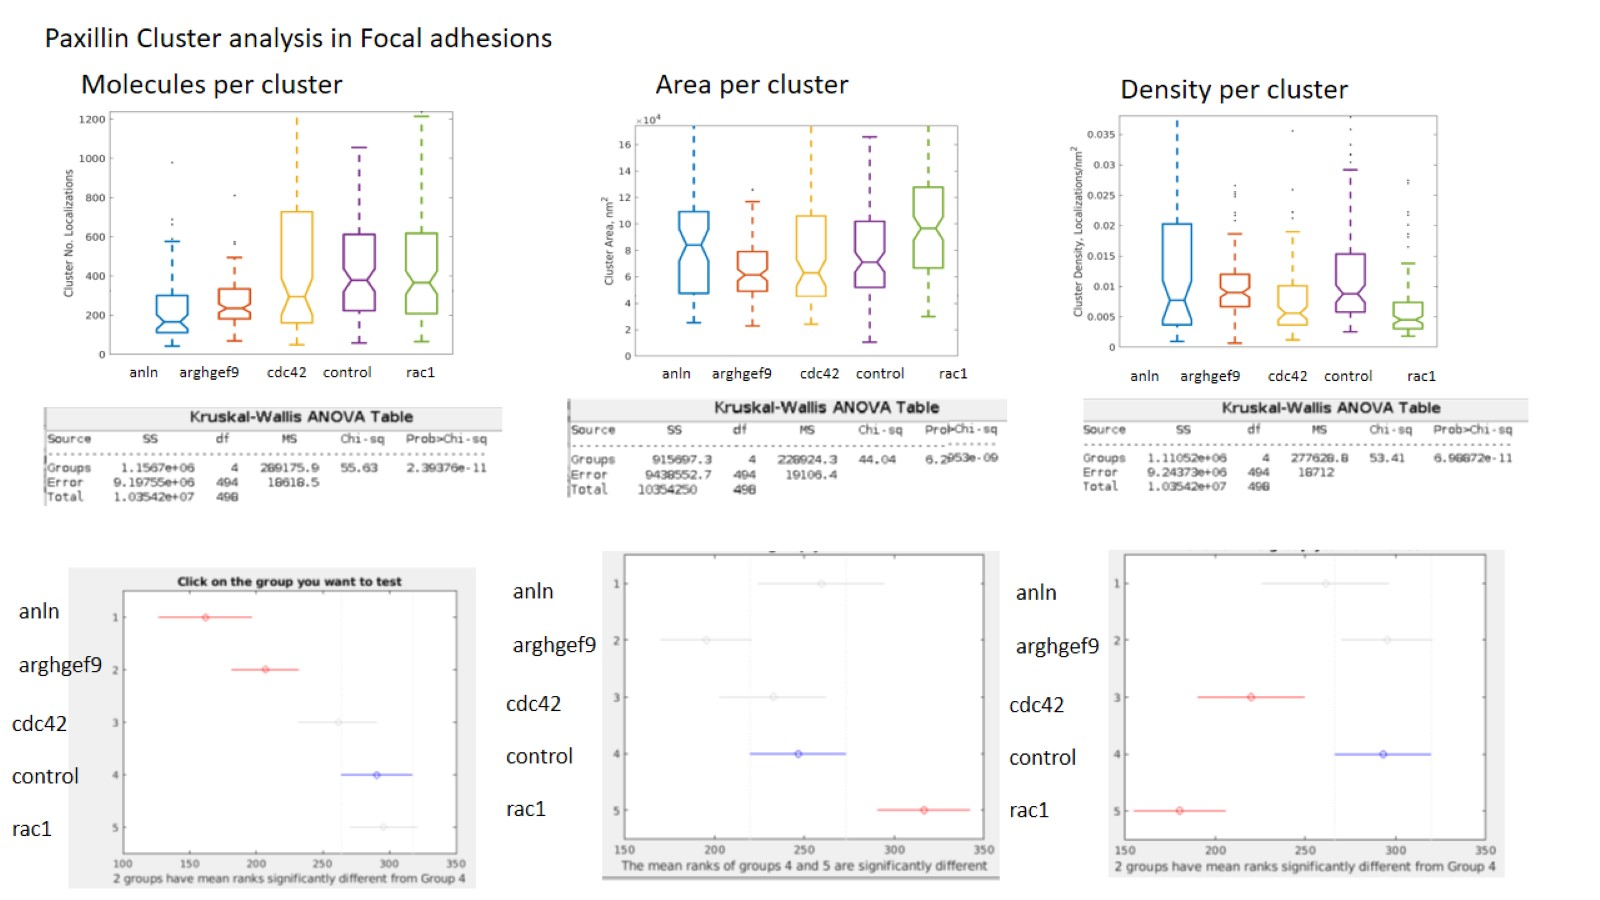 Paxillin Cluster analysis in Focal adhesions
Molecules per cluster
Area per cluster
Density per cluster
Cluster No. Localizations
1200
1000
800
600
400
200
0
anln arghgef9 cdc42 control rac1
×10⁴
Cluster Area, nm²
16
14
12
10
8
6
4
2
0
anln arghgef9 cdc42 control rac1
Cluster Density, Localizations/nm²
0.035
0.03
0.025
0.02
0.015
0.01
0.005
0
anln arghgef9 cdc42 control rac1
Kruskal-Wallis ANOVA Table
Source SS df MS Chi-sq Prob>Chi-sq
Groups 1.1567e+06 4 289175.9 55.63 2.39376e-11
Error 9.19755e+06 494 18618.5
Total 1.03542e+07 498
Kruskal-Wallis ANOVA Table
Source SS df MS Chi-sq Chi-sq
Groups 915697.3 4 228924.3 44.04
Error 9438552.7 494 19106.4
Total 10354250 498
Kruskal-Wallis ANOVA Table
Source SS df MS Chi-sq Prob>Chi-sq
Groups 1.11052e+06 4 277628.8 53.41 6.98872e-11
Error 9.24373e+06 494 18712
Total 1.03542e+07 498
Click on the group you want to test
anln
arghgef9
cdc42
control
rac1
1
2
3
4
5
100 150 200 250 300 350
2 groups have mean ranks significantly different from Group 4
anln
arghgef9
cdc42
control
rac1
1
2
3
4
5
150 200 250 300 350
The mean ranks of groups 4 and 5 are significantly different
anln
arghgef9
cdc42
control
rac1
1
2
3
4
5
150 200 250 300 350
2 groups have mean ranks significantly different from Group 4